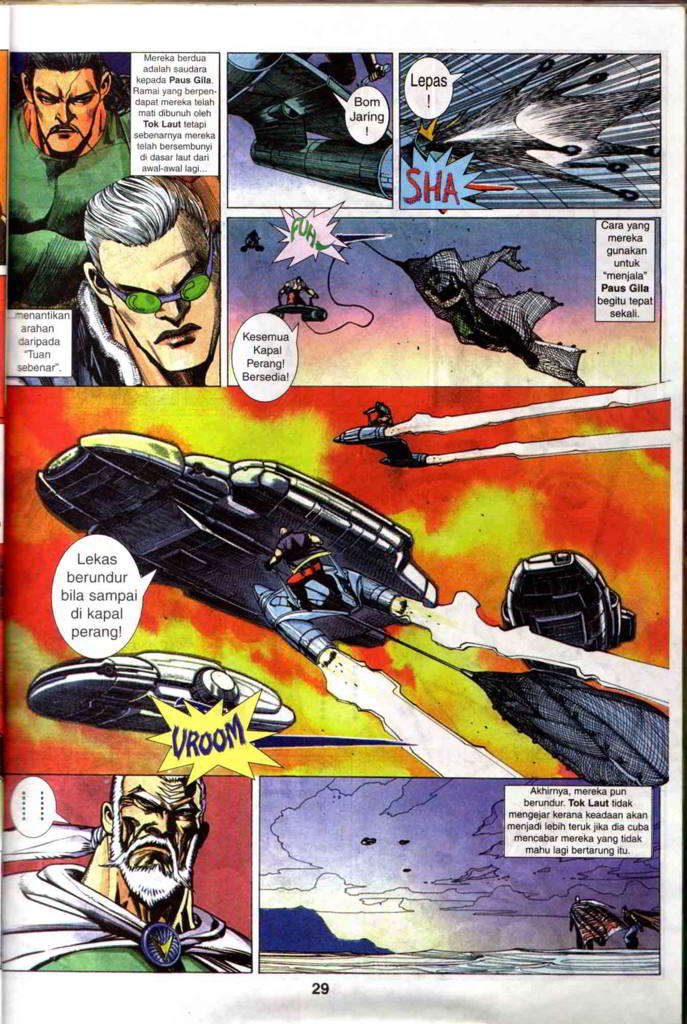 Mereka berdua
adalah saudara
kepada Paus Gila.
Ramai yang berpen-
dapat mereka telah
mati dibunuh oleh
Tok Laut tetapi
sebenarnya mereka
telah bersembunyi
di dasar laut dari
awal-awal lagi...
...menantikan
arahan
daripada
"Tuan
sebenar".
Bom
Jaring
!
Lepas
!
SHA
FUH
Kesemua
Kapal
Perang!
Bersedia!
Cara yang
mereka
gunakan
untuk
"menjala"
Paus Gila
begitu tepat
sekali.
Lekas
berundur
bila sampai
di kapal
perang!
VROOM
Akhirnya, mereka pun
berundur. Tok Laut tidak
mengejar kerana keadaan akan
menjadi lebih teruk jika dia cuba
mencabar mereka yang tidak
mahu lagi bertarung itu.
29